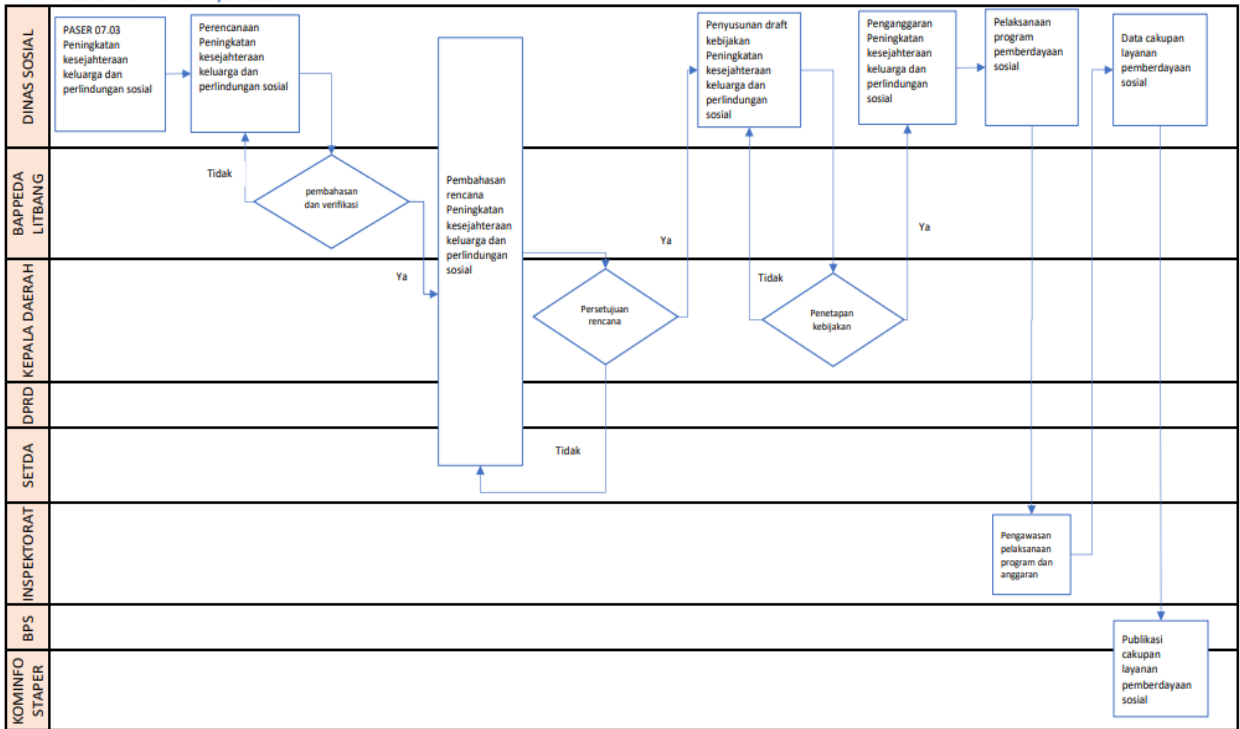 DINAS SOSIAL
PASER 07.03
Peningkatan
kesejahteraan
keluarga dan
perlindungan sosial
Perencanaan
Peningkatan
kesejahteraan
keluarga dan
perlindungan sosial
Penyusunan draft
kebijakan
Peningkatan
kesejahteraan
keluarga dan
perlindungan
sosial
Penganggaran
Peningkatan
kesejahteraan
keluarga dan
perlindungan
sosial
Pelaksanaan
program
pemberdayaan
sosial
Data cakupan
layanan
pemberdayaan
sosial
BAPPEDA
LITBANG
Tidak
pembahasan
dan verifikasi
Ya
Pembahasan
rencana
Peningkatan
kesejahteraan
keluarga dan
perlindungan
sosial
Ya
Ya
KEPALA DAERAH
Persetujuan
rencana
Tidak
Penetapan
kebijakan
DPRD
SETDA
Tidak
INSPEKTORAT
Pengawasan
pelaksanaan
program dan
anggaran
BPS
Publikasi
cakupan
layanan
pemberdayaan
sosial
KOMINFO
STAPER